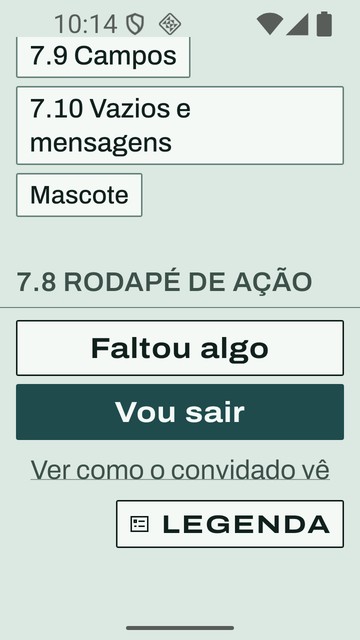 10:14
7.9 Campos
7.10 Vazios e
mensagens
Mascote
7.8 RODAPÉ DE AÇÃO
Faltou algo
Vou sair
Ver como o convidado vê
LEGENDA